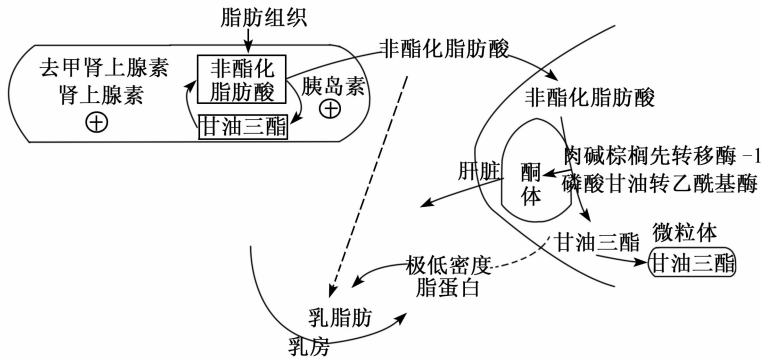 脂肪组织
去甲肾上腺素
肾上腺素
⊕
非酯化
脂肪酸
甘油三酯
胰岛素
⊕
非酯化脂肪酸
非酯化脂肪酸
肝脏
酮
体
肉碱棕榈先转移酶-1
磷酸甘油转乙酰基酶
甘油三酯
微粒体
甘油三酯
极低密度
脂蛋白
乳脂肪
乳房